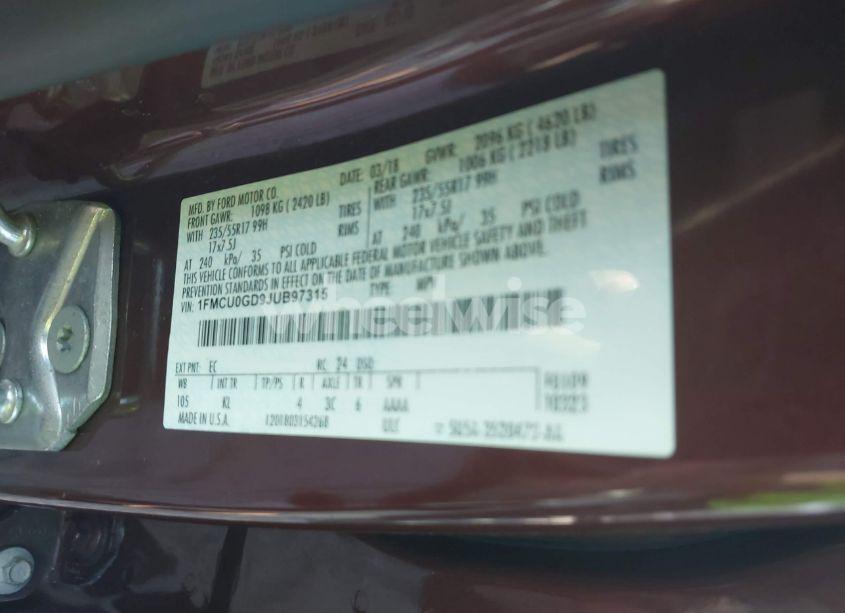 MFD. BY FORD MOTOR CO.
DATE: 03/18 GVWR: 2096 KG ( 4620 LB)
FRONT GAWR: 1098 KG ( 2420 LB) REAR GAWR: 1006 KG ( 2218 LB)
WITH 235/55R17 99H TIRES WITH 235/55R17 99H TIRES
17x7.5J RIMS 17x7.5J RIMS
AT 240 kPa/ 35 PSI COLD AT 240 kPa/ 35 PSI COLD
THIS VEHICLE CONFORMS TO ALL APPLICABLE FEDERAL MOTOR VEHICLE SAFETY AND THEFT
PREVENTION STANDARDS IN EFFECT ON THE DATE OF MANUFACTURE SHOWN ABOVE.
VIN: 1FMCU0GD9JUB97315 TYPE: MPV
wheelwise
EXT PNT: EC RC: 24 DSO:
WB INT TR TP/PS R AXLE TR SPR
105 KL 4 3C 6 AAAA
MADE IN U.S.A. UTC